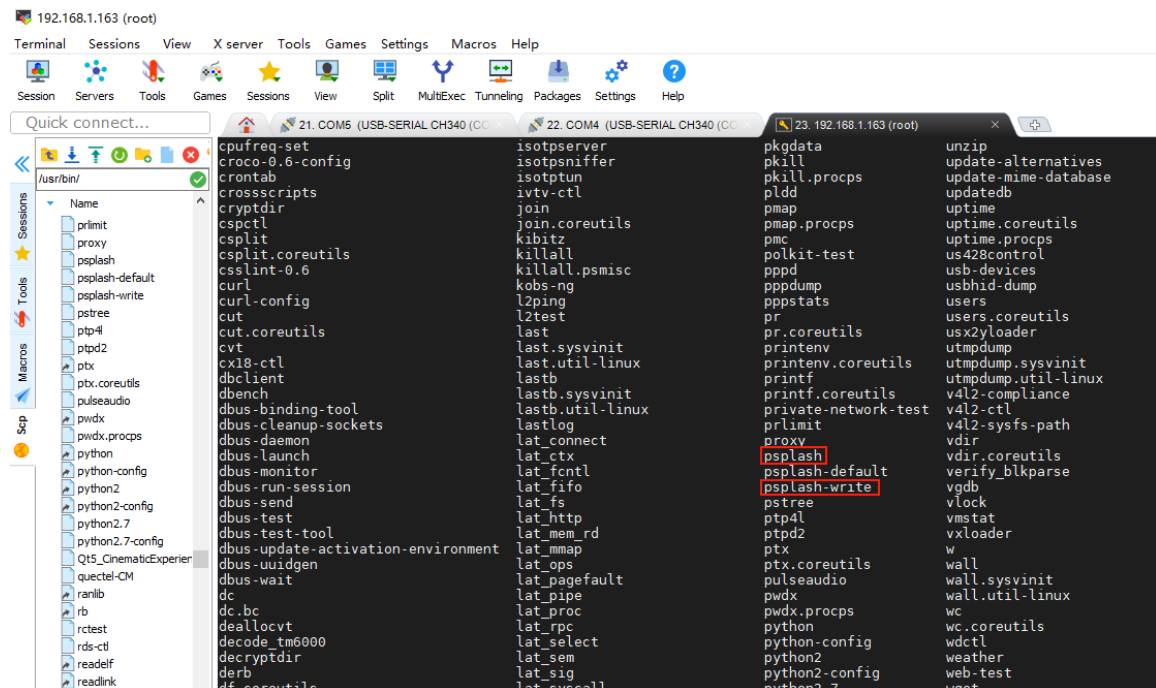 192.168.1.163 (root)
Terminal Sessions View X server Tools Games Settings Macros Help
Session Servers Tools Games Sessions View Split MultiExec Tunneling Packages Settings Help
Quick connect...
21. COM5 (USB-SERIAL CH340 (CO
22. COM4 (USB-SERIAL CH340 (CO
23. 192.168.1.163 (root)
/usr/bin/
Sessions
Tools
Macros
Scp
Name
prlimit
proxy
psplash
psplash-default
psplash-write
pstree
ptp4l
ptpd2
ptx
ptx.coreutils
pulseaudio
pwdx
pwdx.procps
python
python-config
python2
python2-config
python2.7
python2.7-config
Qt5_CinematicExperien
quectel-CM
ranlib
rb
rctest
rds-ctl
readelf
readlink
cpufreq-set isotpserver pkgdata unzip
croco-0.6-config isotpsniffer pkill update-alternatives
crontab isotptun pkill.procps update-mime-database
crossscripts ivtv-ctl pldd updatedb
cryptdir join pmap uptime
cspctl join.coreutils pmap.procps uptime.coreutils
csplit kibitz pmc uptime.procps
csplit.coreutils killall polkit-test us428control
csslint-0.6 killall.psmisc pppd usb-devices
curl kobs-ng pppdump usbhid-dump
curl-config l2ping pppstats users
cut l2test pr users.coreutils
cut.coreutils last pr.coreutils usx2yloader
cvt last.sysvinit printenv utmpdump
cx18-ctl last.util-linux printenv.coreutils utmpdump.sysvinit
dbclient lastb printf utmpdump.util-linux
dbench lastb.sysvinit printf.coreutils v4l2-compliance
dbus-binding-tool lastb.util-linux private-network-test v4l2-ctl
dbus-cleanup-sockets lastlog prlimit v4l2-sysfs-path
dbus-daemon lat_connect proxy vdir
dbus-launch lat_ctx psplash vdir.coreutils
dbus-monitor lat_fcntl psplash-default verify_blkparse
dbus-run-session lat_fifo psplash-write vgdb
dbus-send lat_fs pstree vlock
dbus-test lat_http ptp4l vmstat
dbus-test-tool lat_mem_rd ptpd2 vxloader
dbus-update-activation-environment lat_mmap ptx w
dbus-uuidgen lat_ops ptx.coreutils wall
dbus-wait lat_pagefault pulseaudio wall.sysvinit
dc lat_pipe pwdx wall.util-linux
dc.bc lat_proc pwdx.procps wc
deallocvt lat_rpc python wc.coreutils
decode_tm6000 lat_select python-config wdctl
decryptdir lat_sem python2 weather
derb lat_sig python2-config web-test
df.coreutils lat_syscall python2.7 wget